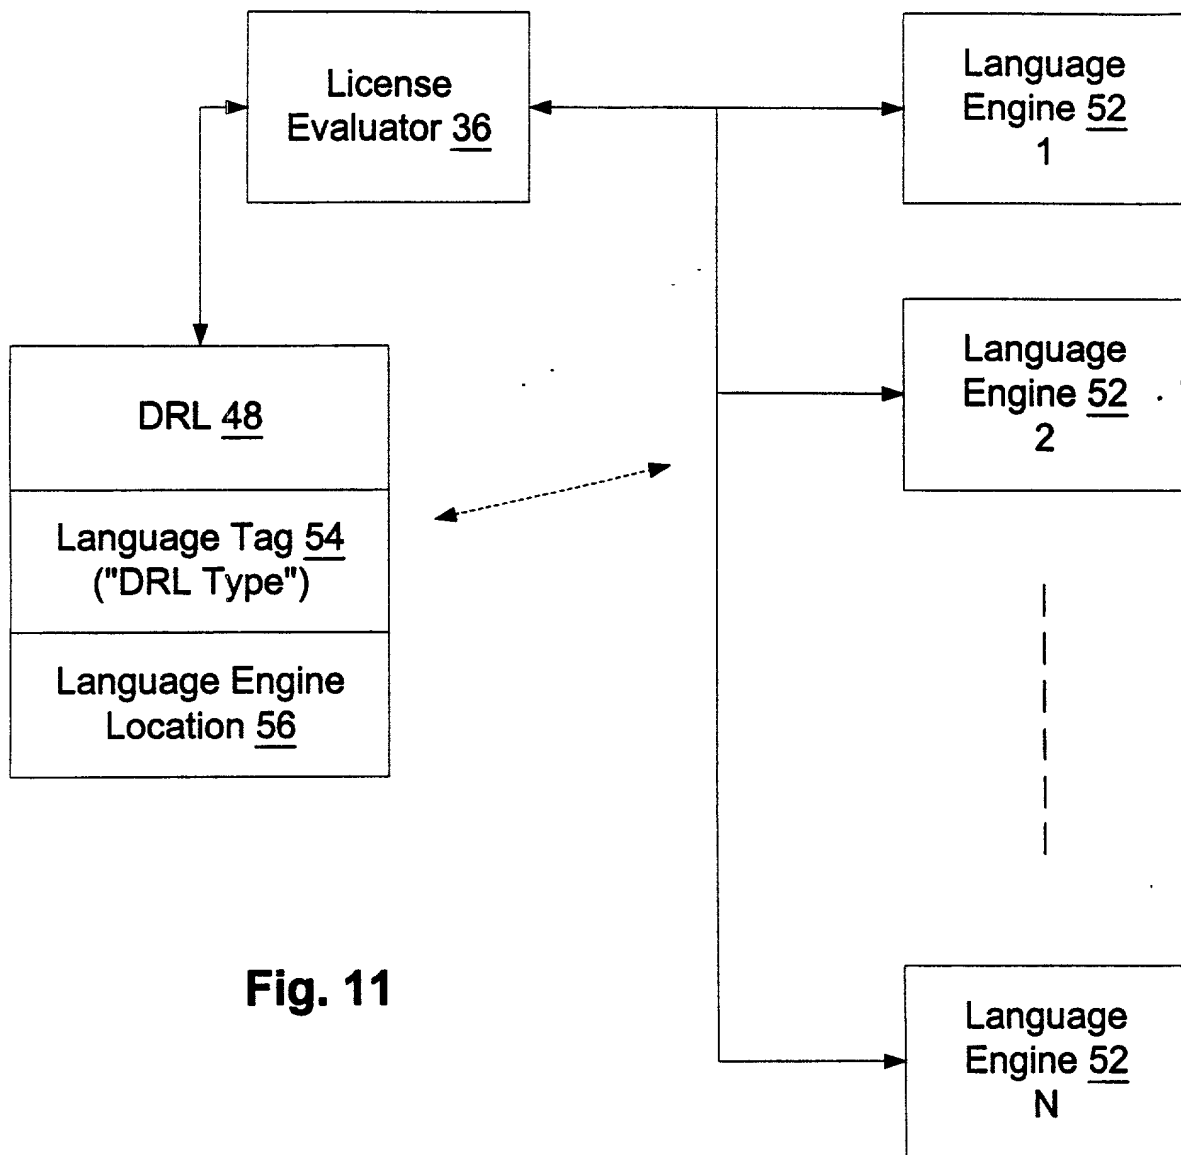 License
Evaluator 36
Language
Engine 52
1
Language
Engine 52
2
DRL 48
Language Tag 54
("DRL Type")
Language Engine
Location 56
Language
Engine 52
N
Fig. 11